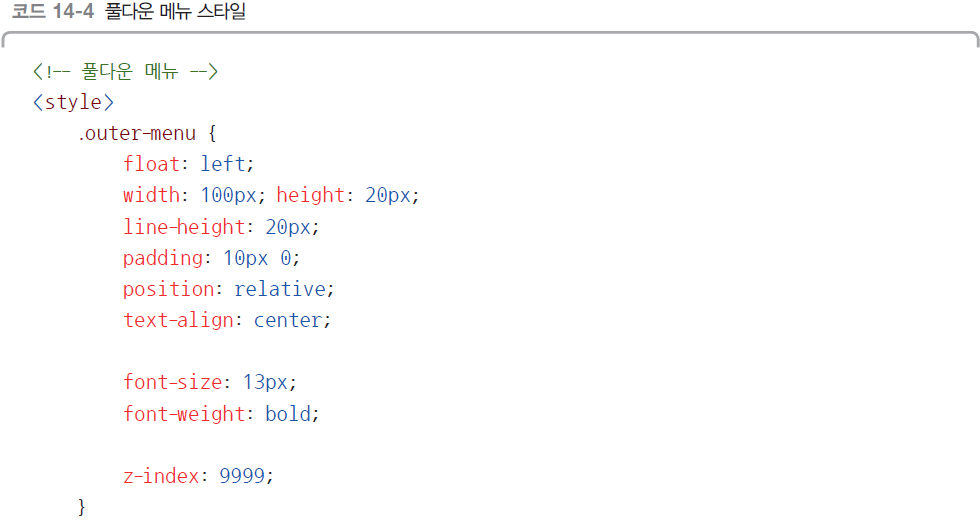 코드 14-4 풀다운 메뉴 스타일
<!-- 풀다운 메뉴 -->
<style>
.outer-menu {
float: left;
width: 100px; height: 20px;
line-height: 20px;
padding: 10px 0;
position: relative;
text-align: center;
font-size: 13px;
font-weight: bold;
z-index: 9999;
}